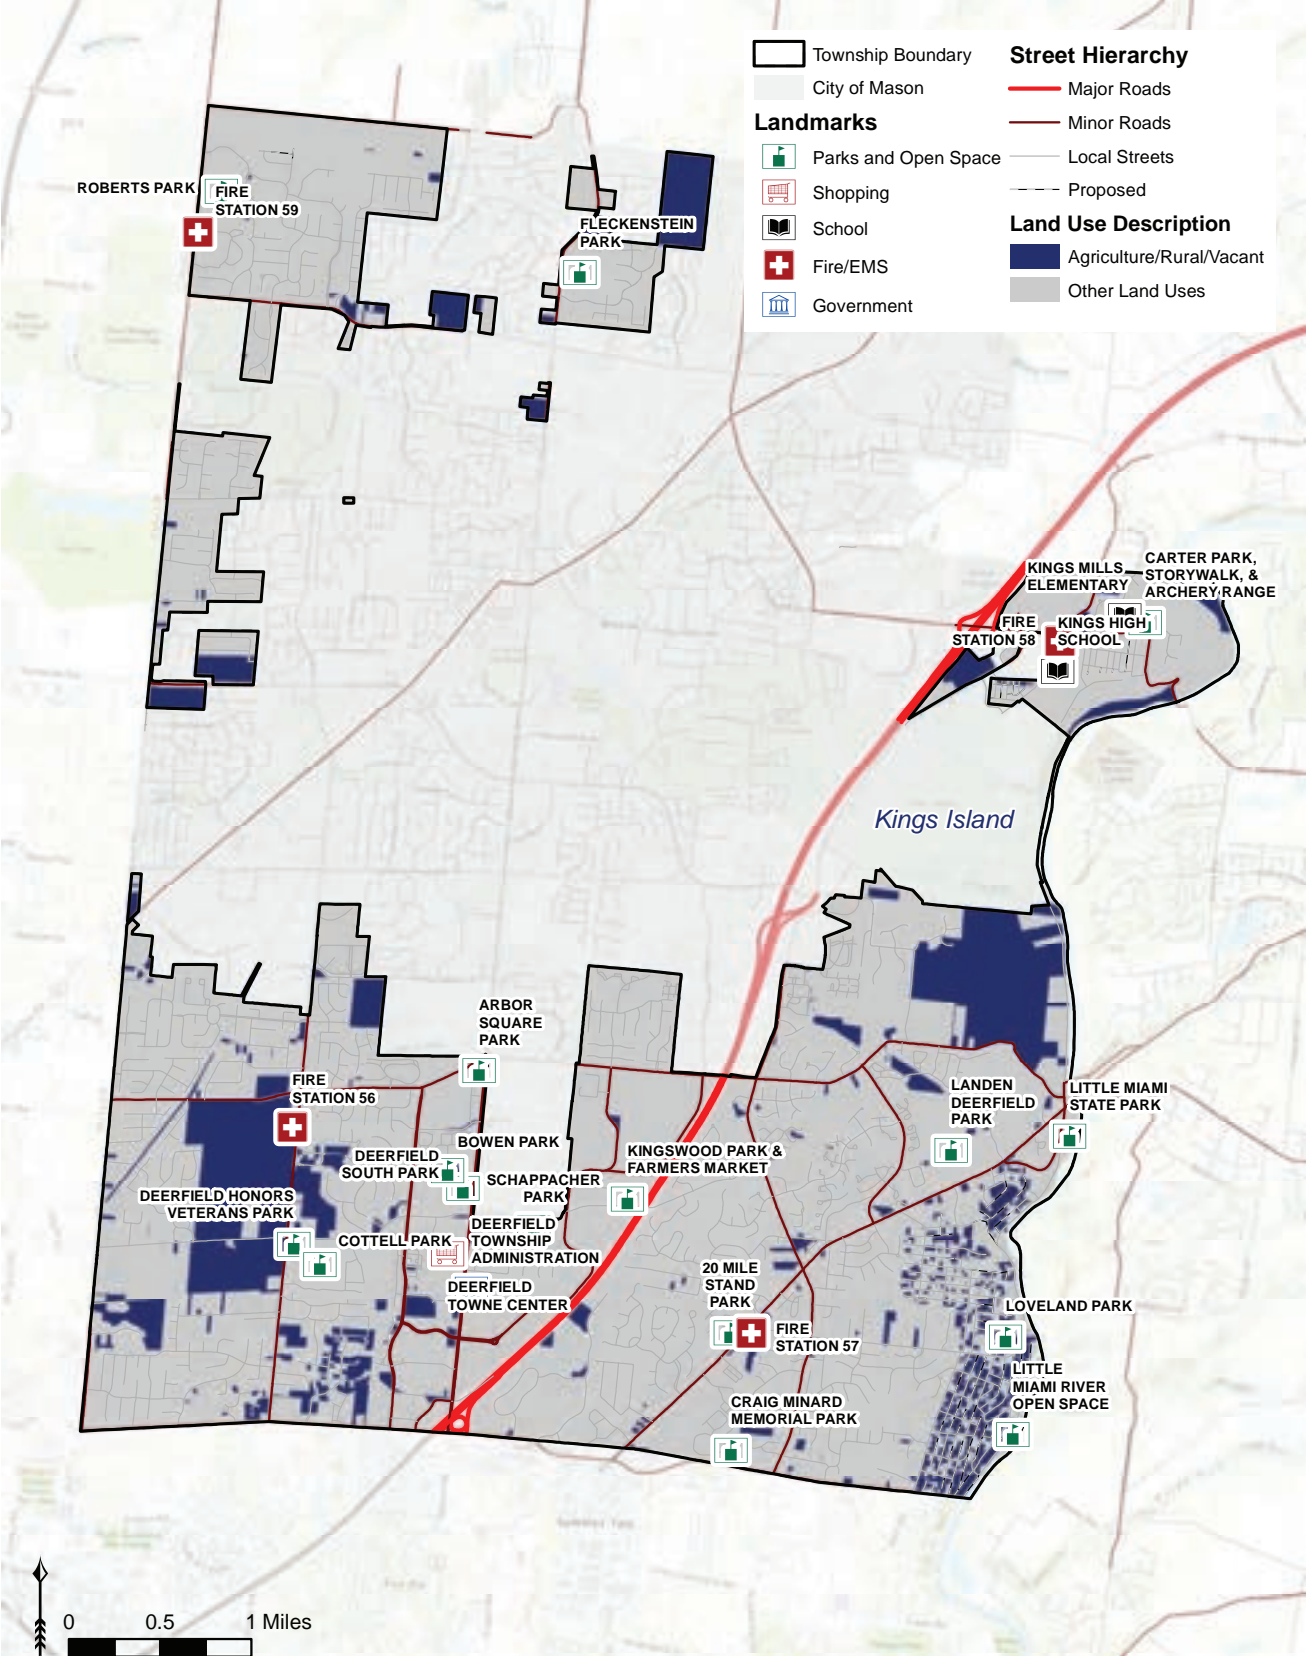 Township Boundary
City of Mason
Landmarks
Parks and Open Space
Shopping
School
Fire/EMS
Government
Street Hierarchy
Major Roads
Minor Roads
Local Streets
Proposed
Land Use Description
Agriculture/Rural/Vacant
Other Land Uses
ROBERTS PARK
FIRE
STATION 59
FLECKENSTEIN
PARK
KINGS MILLS
ELEMENTARY
CARTER PARK,
STORYWALK, &
ARCHERY RANGE
FIRE
STATION 58
KINGS HIGH
SCHOOL
Kings Island
ARBOR
SQUARE
PARK
FIRE
STATION 56
LANDEN
DEERFIELD
PARK
LITTLE MIAMI
STATE PARK
BOWEN PARK
DEERFIELD
SOUTH PARK
KINGSWOOD PARK &
FARMERS MARKET
SCHAPPACHER
PARK
DEERFIELD HONORS
VETERANS PARK
COTTELL PARK
DEERFIELD
TOWNSHIP
ADMINISTRATION
DEERFIELD
TOWNE CENTER
20 MILE
STAND
PARK
FIRE
STATION 57
LOVELAND PARK
LITTLE
MIAMI RIVER
OPEN SPACE
CRAIG MINARD
MEMORIAL PARK
0 0.5 1 Miles